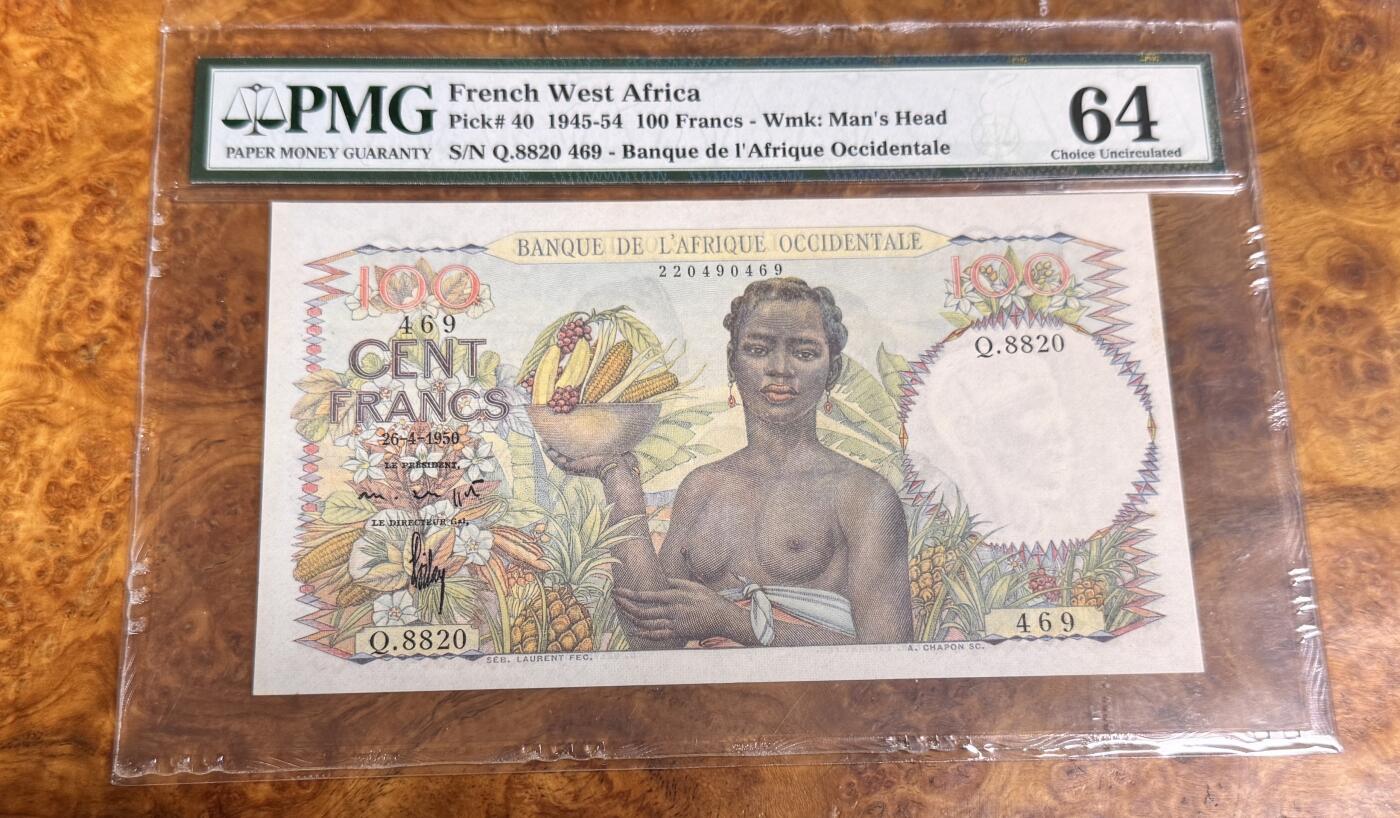 PMG
PAPER MONEY GUARANTY
French West Africa
Pick# 40 1945-54 100 Francs - Wmk: Man's Head
S/N Q.8820 469 - Banque de l'Afrique Occidentale
64
Choice Uncirculated
BANQUE DE L'AFRIQUE OCCIDENTALE
220490469
100
100
469
Q.8820
CENT
FRANCS
26-4-1950
LE PRÉSIDENT,
LE DIRECTEUR Gal,
Q.8820
469
SÉB. LAURENT FEC.
A. CHAPON SC.